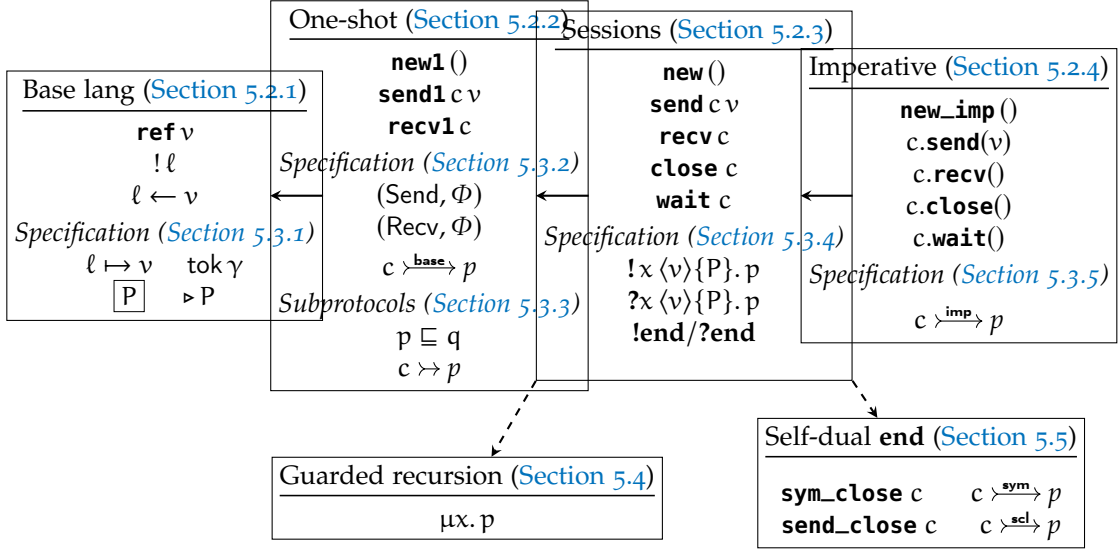 Base lang (Section 5.2.1)
ref v
! ℓ
ℓ ← v
Specification (Section 5.3.1)
ℓ ↦ v tok γ
P ▹ P
One-shot (Section 5.2.2)
new1 ()
send1 c v
recv1 c
Specification (Section 5.3.2)
(Send, Φ)
(Recv, Φ)
c ↣base p
Subprotocols (Section 5.3.3)
p ⊑ q
c ↣ p
Sessions (Section 5.2.3)
new ()
send c v
recv c
close c
wait c
Specification (Section 5.3.4)
! x ⟨v⟩{P}. p
?x ⟨v⟩{P}. p
!end/?end
Imperative (Section 5.2.4)
new_imp ()
c.send(v)
c.recv()
c.close()
c.wait()
Specification (Section 5.3.5)
c ↣imp p
Guarded recursion (Section 5.4)
μx. p
Self-dual end (Section 5.5)
sym_close c c ↣sym p
send_close c c ↣scl p